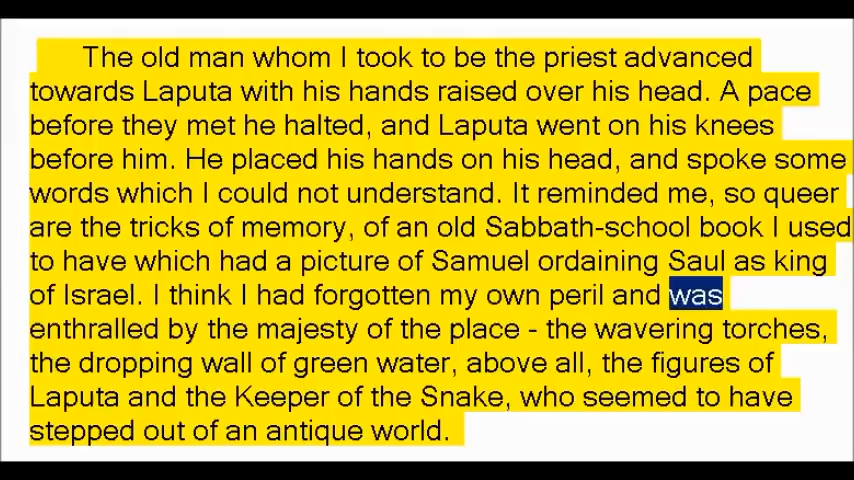 The old man whom I took to be the priest advanced
towards Laputa with his hands raised over his head. A pace
before they met he halted, and Laputa went on his knees
before him. He placed his hands on his head, and spoke some
words which I could not understand. It reminded me, so queer
are the tricks of memory, of an old Sabbath-school book I used
to have which had a picture of Samuel ordaining Saul as king
of Israel. I think I had forgotten my own peril and was
enthralled by the majesty of the place - the wavering torches,
the dropping wall of green water, above all, the figures of
Laputa and the Keeper of the Snake, who seemed to have
stepped out of an antique world.